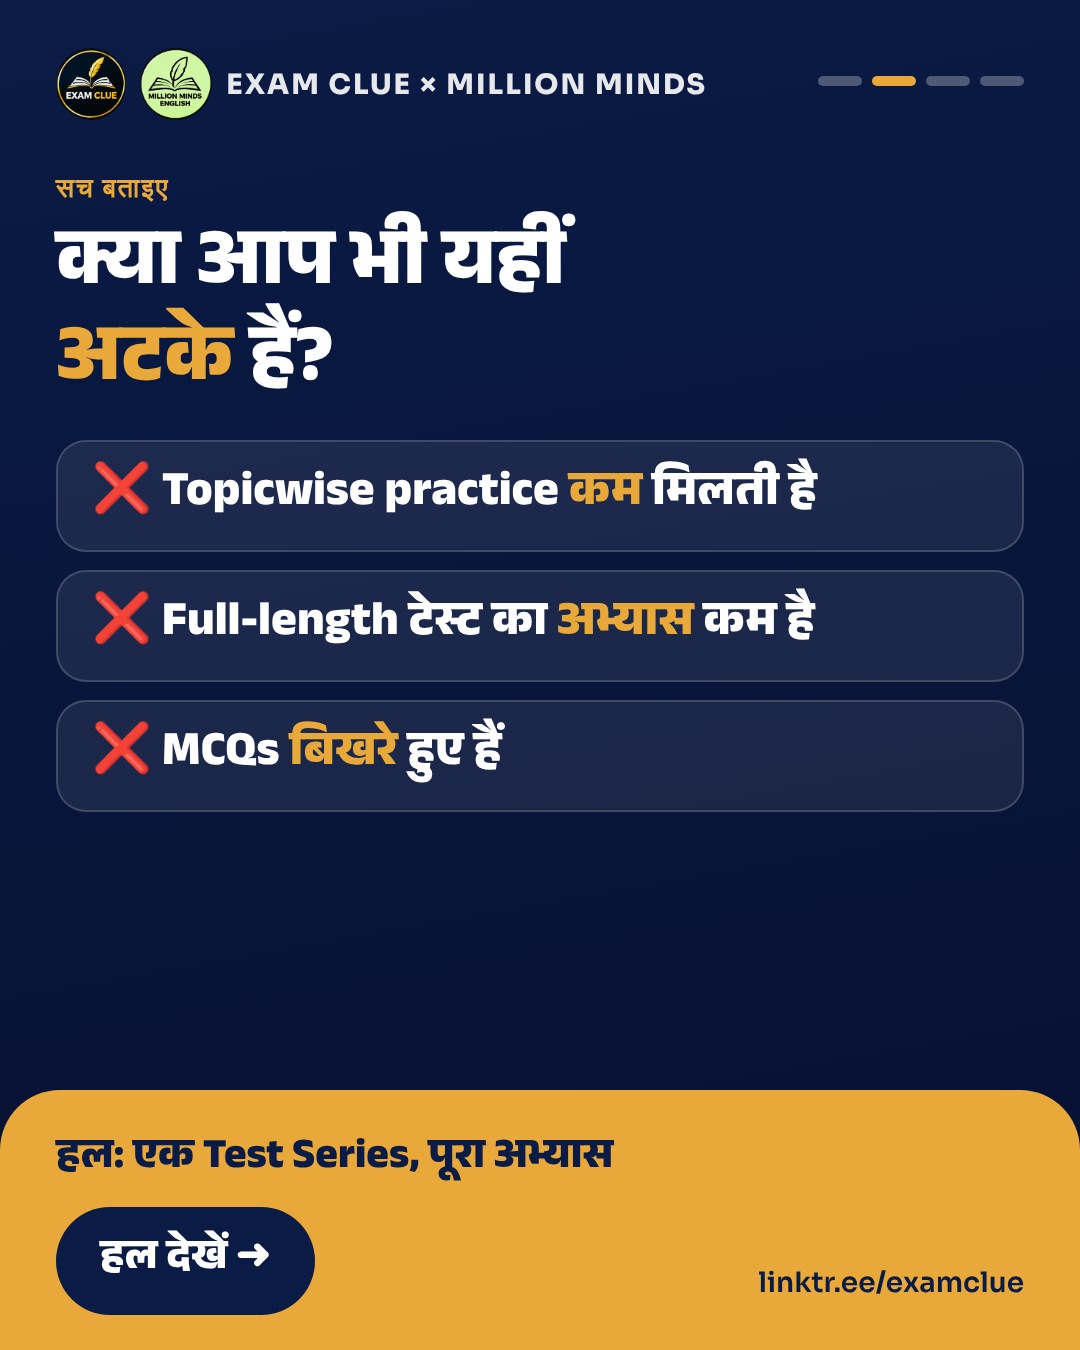 EXAM CLUE
MILLION MINDS
ENGLISH
EXAM CLUE × MILLION MINDS
सच बताइए
क्या आप भी यहीं
अटके हैं?
❌ Topicwise practice कम मिलती है
❌ Full-length टेस्ट का अभ्यास कम है
❌ MCQs बिखरे हुए हैं
हल: एक Test Series, पूरा अभ्यास
हल देखें →
linktr.ee/examclue